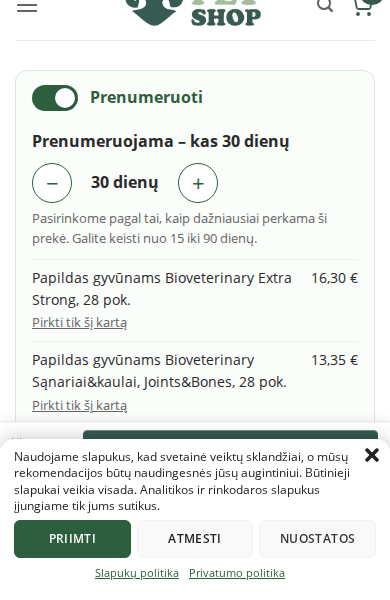 SHOP
Prenumeruoti
Prenumeruojama – kas 30 dienų
− 30 dienų +
Pasirinkome pagal tai, kaip dažniausiai perkama ši
prekė. Galite keisti nuo 15 iki 90 dienų.
Papildas gyvūnams Bioveterinary Extra 16,30 €
Strong, 28 pok.
Pirkti tik šį kartą
Papildas gyvūnams Bioveterinary 13,35 €
Sąnariai&kaulai, Joints&Bones, 28 pok.
Pirkti tik šį kartą
Naudojame slapukus, kad svetainė veiktų sklandžiai, o mūsų
rekomendacijos būtų naudingesnės jūsų augintiniui. Būtinieji
slapukai veikia visada. Analitikos ir rinkodaros slapukus
įjungiame tik jums sutikus.
PRIIMTI ATMESTI NUOSTATOS
Slapukų politika Privatumo politika